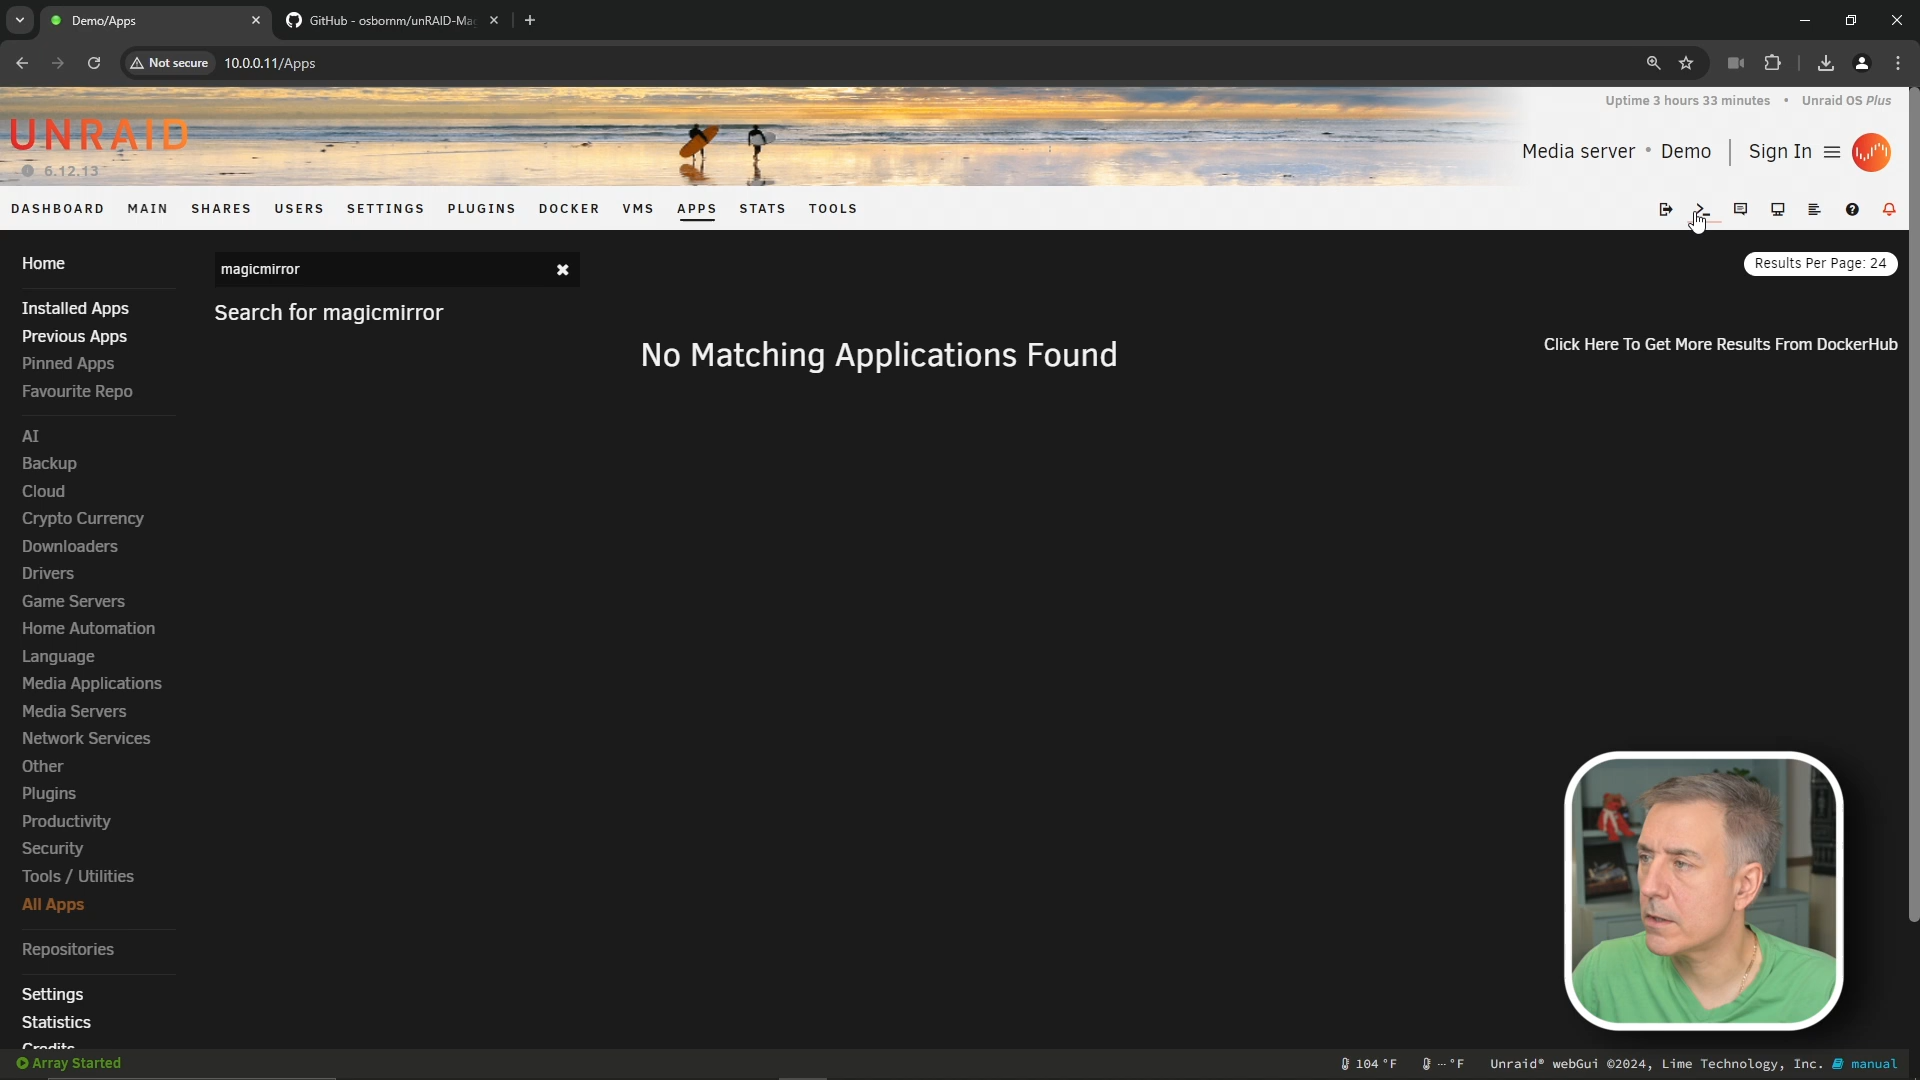 Demo/Apps
GitHub - osbornm/unRAID-Mac
Not secure
10.0.0.11/Apps
Uptime 3 hours 33 minutes • Unraid OS Plus
UNRAID
6.12.13
Media server • Demo
Sign In
DASHBOARD MAIN SHARES USERS SETTINGS PLUGINS DOCKER VMS APPS STATS TOOLS
Home
magicmirror
Results Per Page: 24
Installed Apps
Search for magicmirror
Previous Apps
No Matching Applications Found
Click Here To Get More Results From DockerHub
Pinned Apps
Favourite Repo
AI
Backup
Cloud
Crypto Currency
Downloaders
Drivers
Game Servers
Home Automation
Language
Media Applications
Media Servers
Network Services
Other
Plugins
Productivity
Security
Tools / Utilities
All Apps
Repositories
Settings
Statistics
Credits
Array Started
104 °F
-- °F
Unraid® webGui ©2024, Lime Technology, Inc.
manual